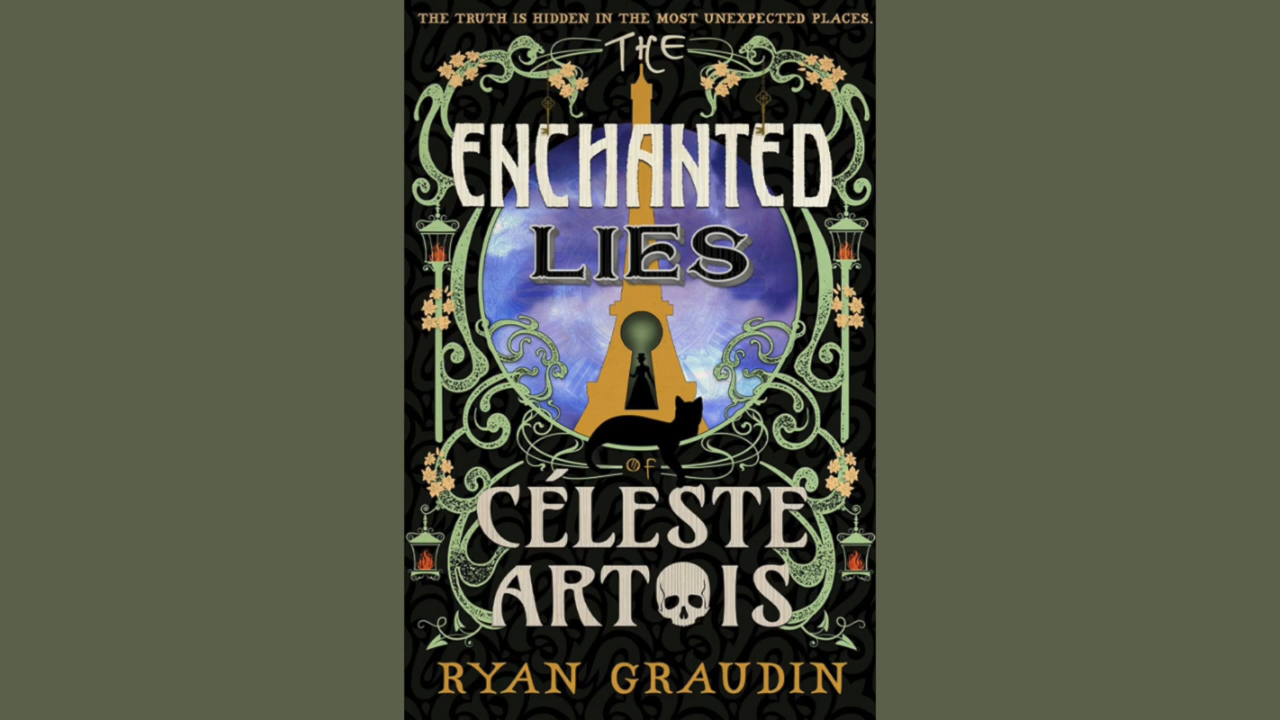 THE TRUTH IS HIDDEN IN THE MOST UNEXPECTED PLACES.
THE
ENCHANTED
LIES
OF
CÉLESTE
ARTOIS
RYAN GRAUDIN